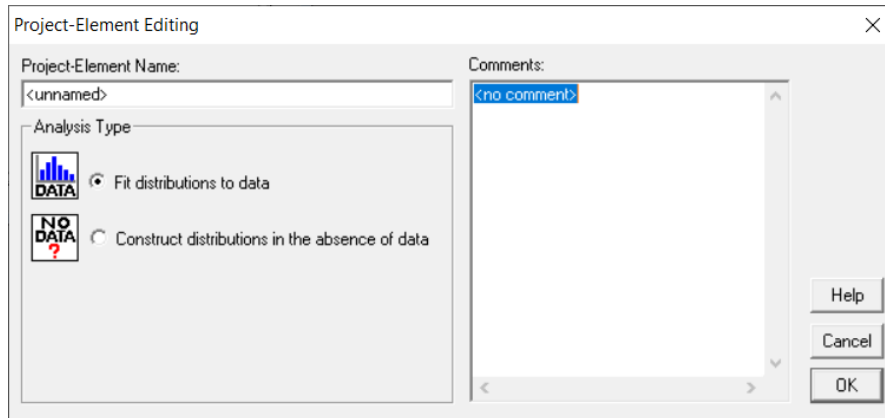 Project-Element Editing
Project-Element Name:
<unnamed>
Analysis Type
DATA
Fit distributions to data
NO
DATA
?
Construct distributions in the absence of data
Comments:
<no comment>
Help
Cancel
OK